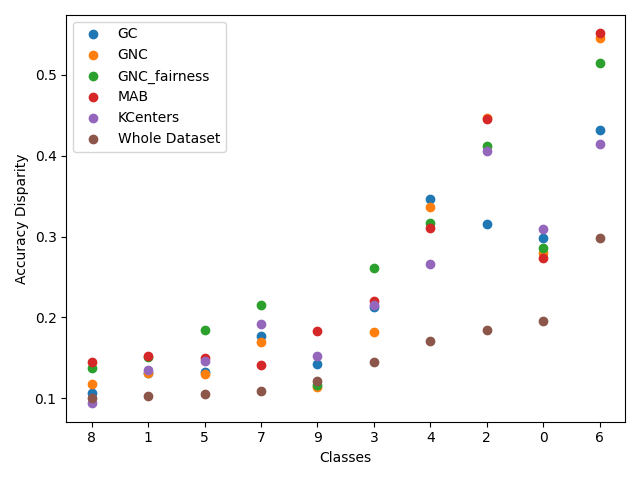 GC
GNC
GNC_fairness
MAB
KCenters
Whole Dataset
0.5
0.4
0.3
0.2
0.1
Accuracy Disparity
8 1 5 7 9 3 4 2 0 6
Classes